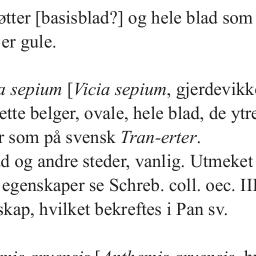 øtter [basisblad?] og hele blad som
er gule.
a sepium [Vicia sepium, gjerdevikk
ette belger, ovale, hele blad, de ytre
r som på svensk Tran-erter.
d og andre steder, vanlig. Utmeket
egenskaper se Schreb. coll. oec. III
skap, hvilket bekreftes i Pan sv.